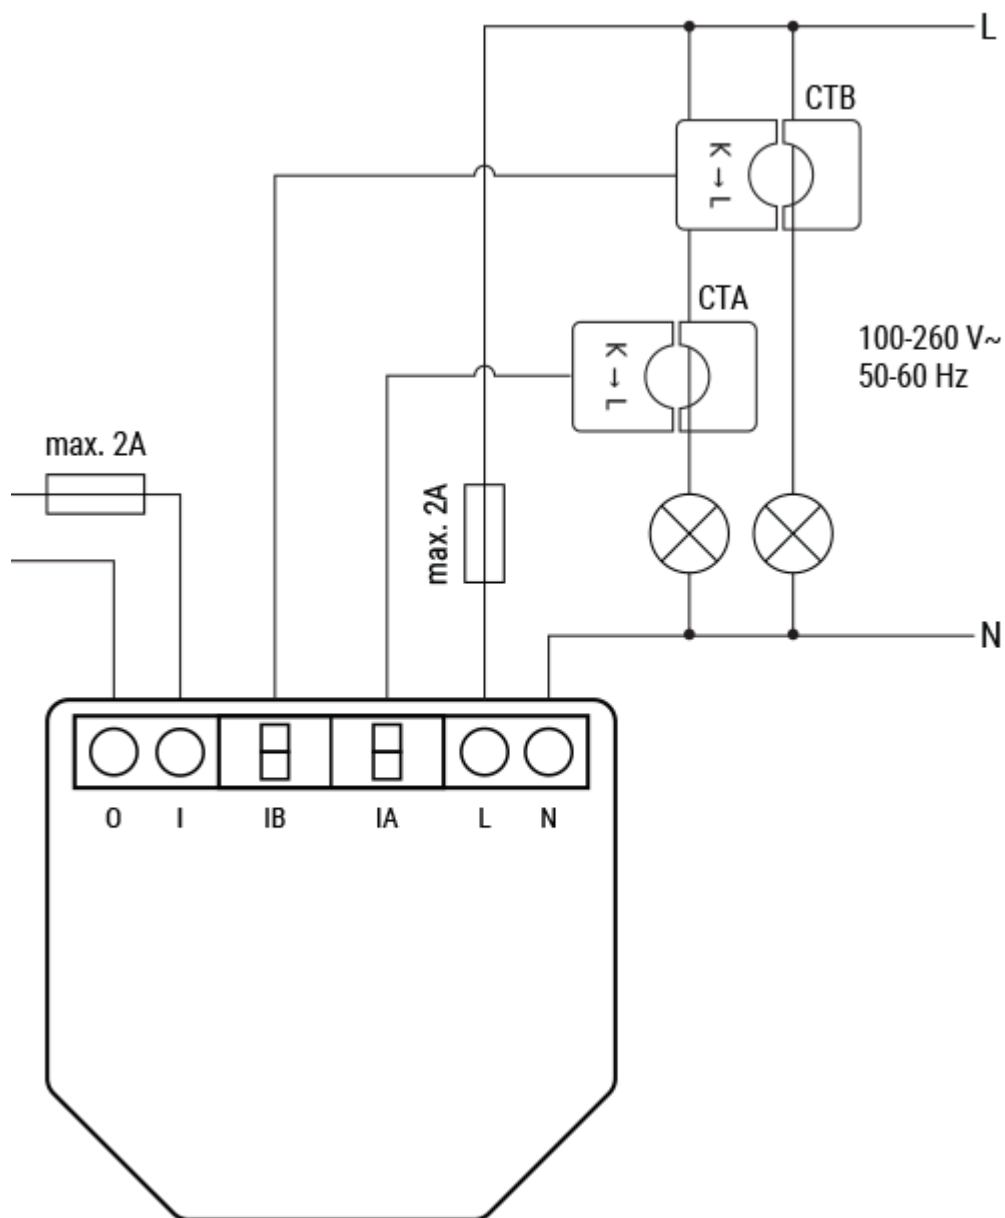 L
CTB
K → L
CTA
K → L
100-260 V~
50-60 Hz
max. 2A
max. 2A
N
O I IB IA L N